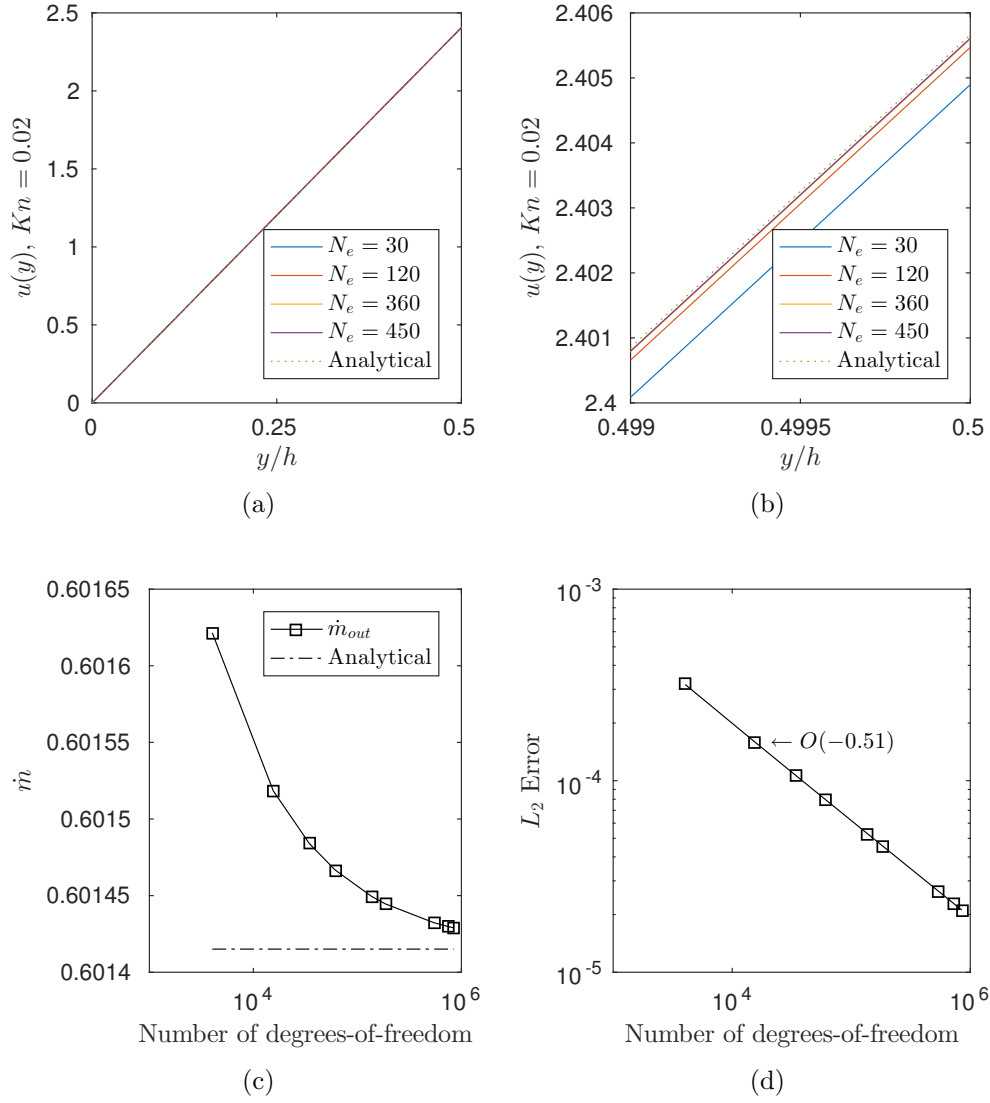 2.5
2
1.5
1
0.5
0
u(y), Kn = 0.02
N_e = 30
N_e = 120
N_e = 360
N_e = 450
Analytical
0
0.25
0.5
y/h
(a)
2.406
2.405
2.404
2.403
2.402
2.401
2.4
u(y), Kn = 0.02
N_e = 30
N_e = 120
N_e = 360
N_e = 450
Analytical
0.499
0.4995
0.5
y/h
(b)
0.60165
0.6016
0.60155
0.6015
0.60145
0.6014
ṁ
ṁ_out
Analytical
10^4
10^6
Number of degrees-of-freedom
(c)
10^-3
10^-4
10^-5
L_2 Error
← O(−0.51)
10^4
10^6
Number of degrees-of-freedom
(d)